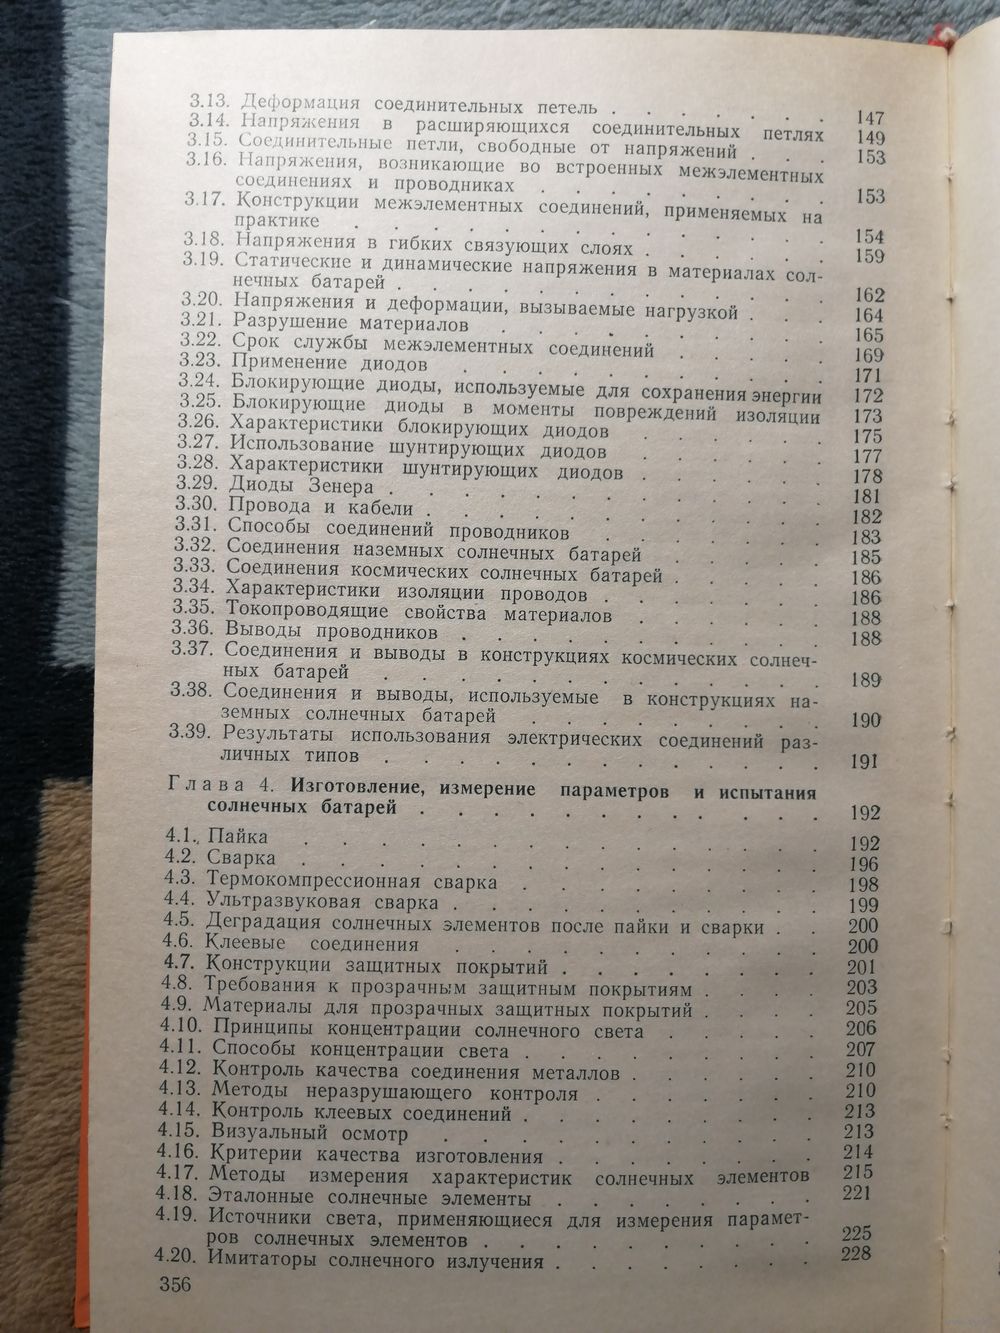 3.13. Деформация соединительных петель . . . . . . 147
3.14. Напряжения в расширяющихся соединительных петлях 149
3.15. Соединительные петли, свободные от напряжений . . . 153
3.16. Напряжения, возникающие во встроенных межэлементных
соединениях и проводниках . . . . . . . . 153
3.17. Конструкции межэлементных соединений, применяемых на
практике . . . . . . . . . . . . . 154
3.18. Напряжения в гибких связующих слоях . . . . . 159
3.19. Статические и динамические напряжения в материалах сол-
нечных батарей . . . . . . . . . . . . 162
3.20. Напряжения и деформации, вызываемые нагрузкой . . . 164
3.21. Разрушение материалов . . . . . . . . . 165
3.22. Срок службы межэлементных соединений . . . . . 169
3.23. Применение диодов . . . . . . . . . . 171
3.24. Блокирующие диоды, используемые для сохранения энергии 172
3.25. Блокирующие диоды в моменты повреждений изоляции 173
3.26. Характеристики блокирующих диодов . . . . . 175
3.27. Использование шунтирующих диодов . . . . . 177
3.28. Характеристики шунтирующих диодов . . . . . 178
3.29. Диоды Зенера . . . . . . . . . . . . 181
3.30. Провода и кабели . . . . . . . . . . . 182
3.31. Способы соединений проводников . . . . . . 183
3.32. Соединения наземных солнечных батарей . . . . . 185
3.33. Соединения космических солнечных батарей . . . . . 186
3.34. Характеристики изоляции проводов . . . . . . 186
3.35. Токопроводящие свойства материалов . . . . . . 188
3.36. Выводы проводников . . . . . . . . . . 188
3.37. Соединения и выводы в конструкциях космических солнеч-
ных батарей . . . . . . . . . . . . . 189
3.38. Соединения и выводы, используемые в конструкциях на-
земных солнечных батарей . . . . . . . . . 190
3.39. Результаты использования электрических соединений раз-
личных типов . . . . . . . . . . . . 191
Глава 4. Изготовление, измерение параметров и испытания
солнечных батарей . . . . . . . . . . . 192
4.1. Пайка . . . . . . . . . . . . . . 192
4.2. Сварка . . . . . . . . . . . . . . 196
4.3. Термокомпрессионная сварка . . . . . . . . 198
4.4. Ультразвуковая сварка . . . . . . . . . . 199
4.5. Деградация солнечных элементов после пайки и сварки . . 200
4.6. Клеевые соединения . . . . . . . . . . 200
4.7. Конструкции защитных покрытий . . . . . . . 201
4.8. Требования к прозрачным защитным покрытиям . . . . 203
4.9. Материалы для прозрачных защитных покрытий . . . . 205
4.10. Принципы концентрации солнечного света . . . . . 206
4.11. Способы концентрации света . . . . . . . . 207
4.12. Контроль качества соединения металлов . . . . . 210
4.13. Методы неразрушающего контроля . . . . . . 210
4.14. Контроль клеевых соединений . . . . . . . . 213
4.15. Визуальный осмотр . . . . . . . . . . 213
4.16. Критерии качества изготовления . . . . . . . 214
4.17. Методы измерения характеристик солнечных элементов 215
4.18. Эталонные солнечные элементы . . . . . . . 221
4.19. Источники света, применяющиеся для измерения парамет-
ров солнечных элементов . . . . . . . . . 225
4.20. Имитаторы солнечного излучения . . . . . . . 228
356